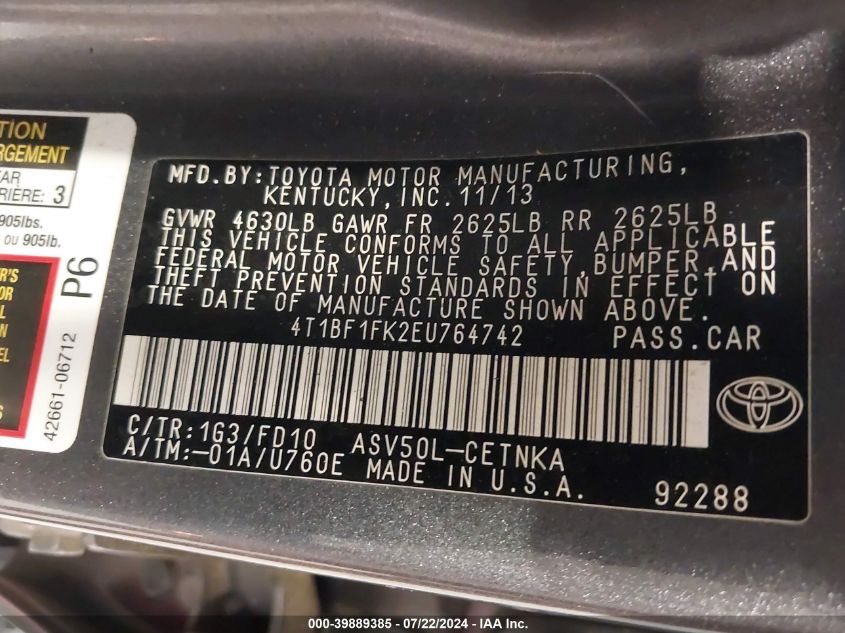 TION
RGEMENT
AR
RIÈRE: 3
905lbs.
OU 905lb.
P6
'S
OR
L
N
EL
S
42661-06712
MFD.BY:TOYOTA MOTOR MANUFACTURING,
KENTUCKY, INC. 11/13
GVWR 4630LB GAWR FR 2625LB RR 2625LB
THIS VEHICLE CONFORMS TO ALL APPLICABLE
FEDERAL MOTOR VEHICLE SAFETY,BUMPER,AND
THEFT PREVENTION STANDARDS IN EFFECT ON
THE DATE OF MANUFACTURE SHOWN ABOVE.
4T1BF1FK2EU764742 PASS.CAR
C/TR:1G3/FD10 ASV50L-CETNKA
A/TM:-01A/U760E MADE IN U.S.A.
92288
000-39889385 - 07/22/2024 - IAA Inc.